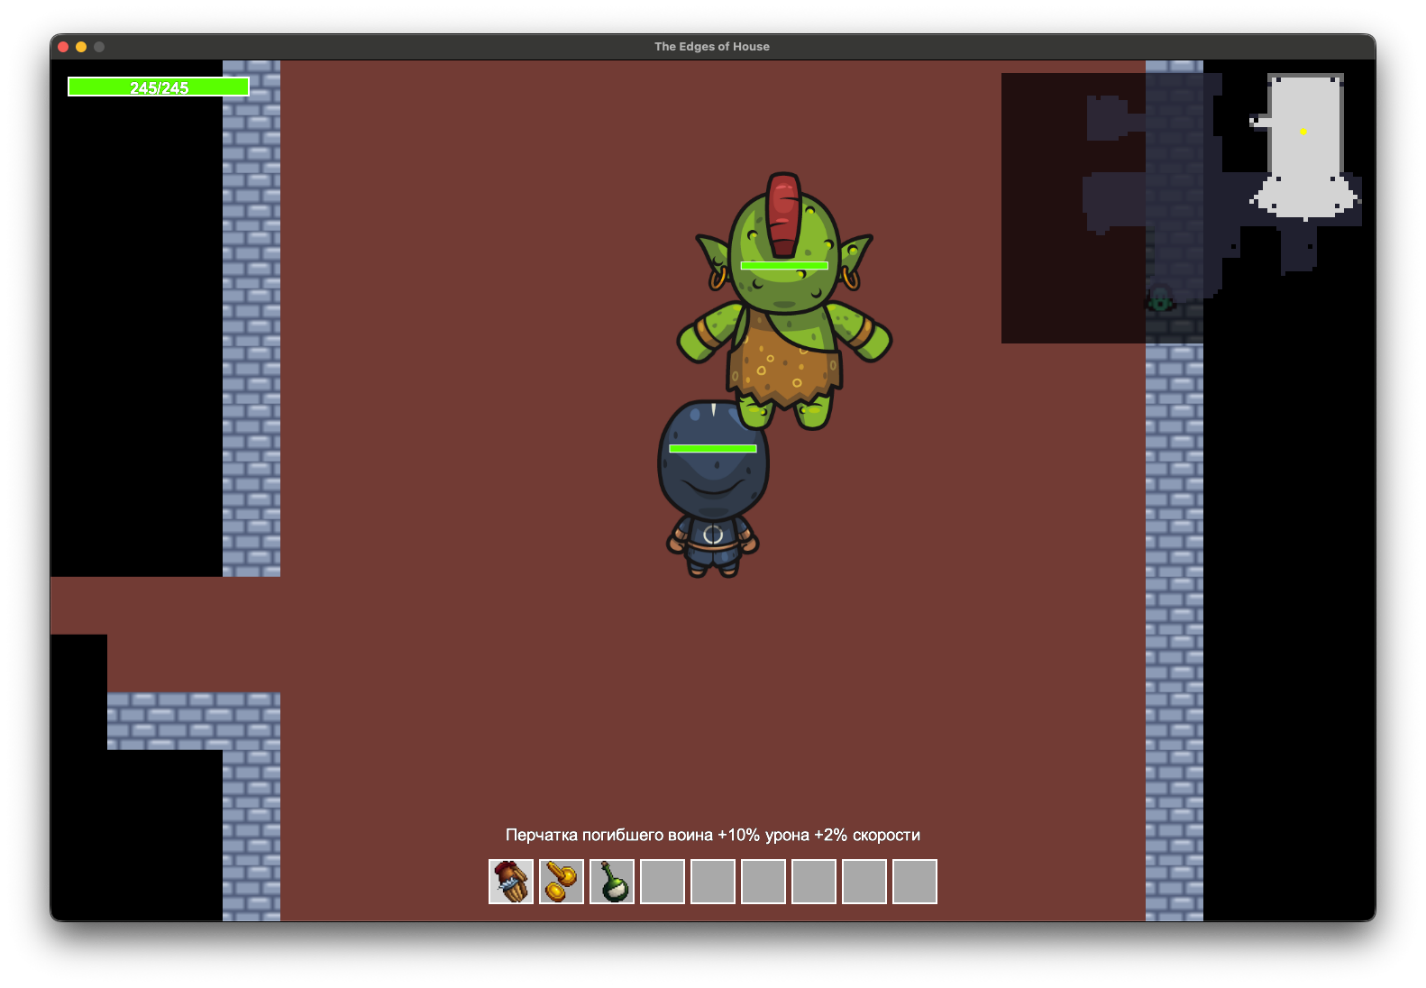 The Edges of House
245/245
Перчатка погибшего воина +10% урона +2% скорости